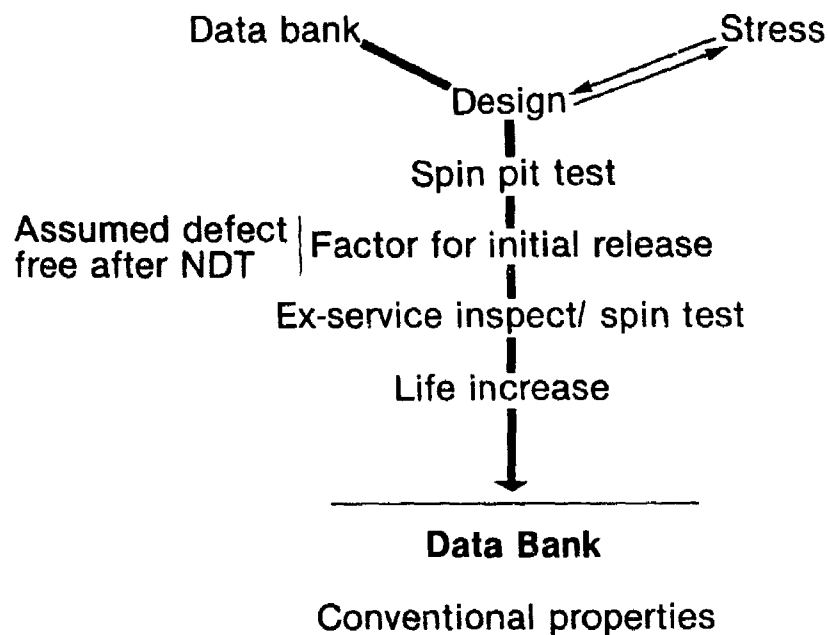 Data bank
Stress
Design
Spin pit test
Assumed defect
free after NDT
Factor for initial release
Ex-service inspect/ spin test
Life increase
Data Bank
Conventional properties